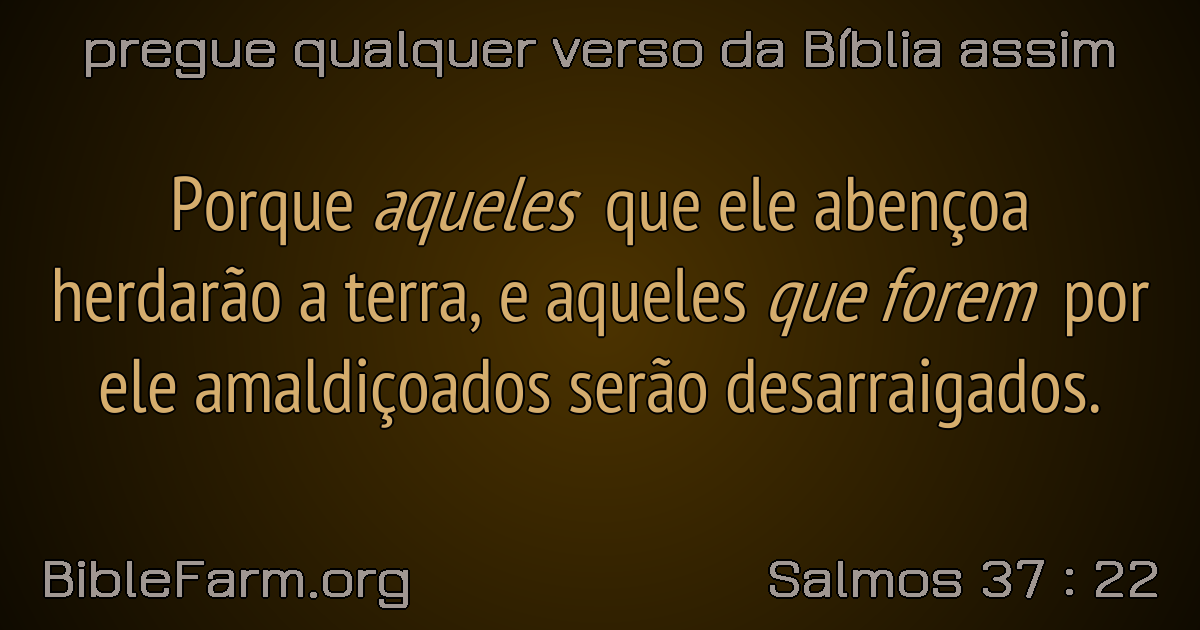 pregue qualquer verso da Bíblia assim
Porque aqueles que ele abençoa
herdarão a terra, e aqueles que forem por
ele amaldiçoados serão desarraigados.
BibleFarm.org
Salmos 37 : 22